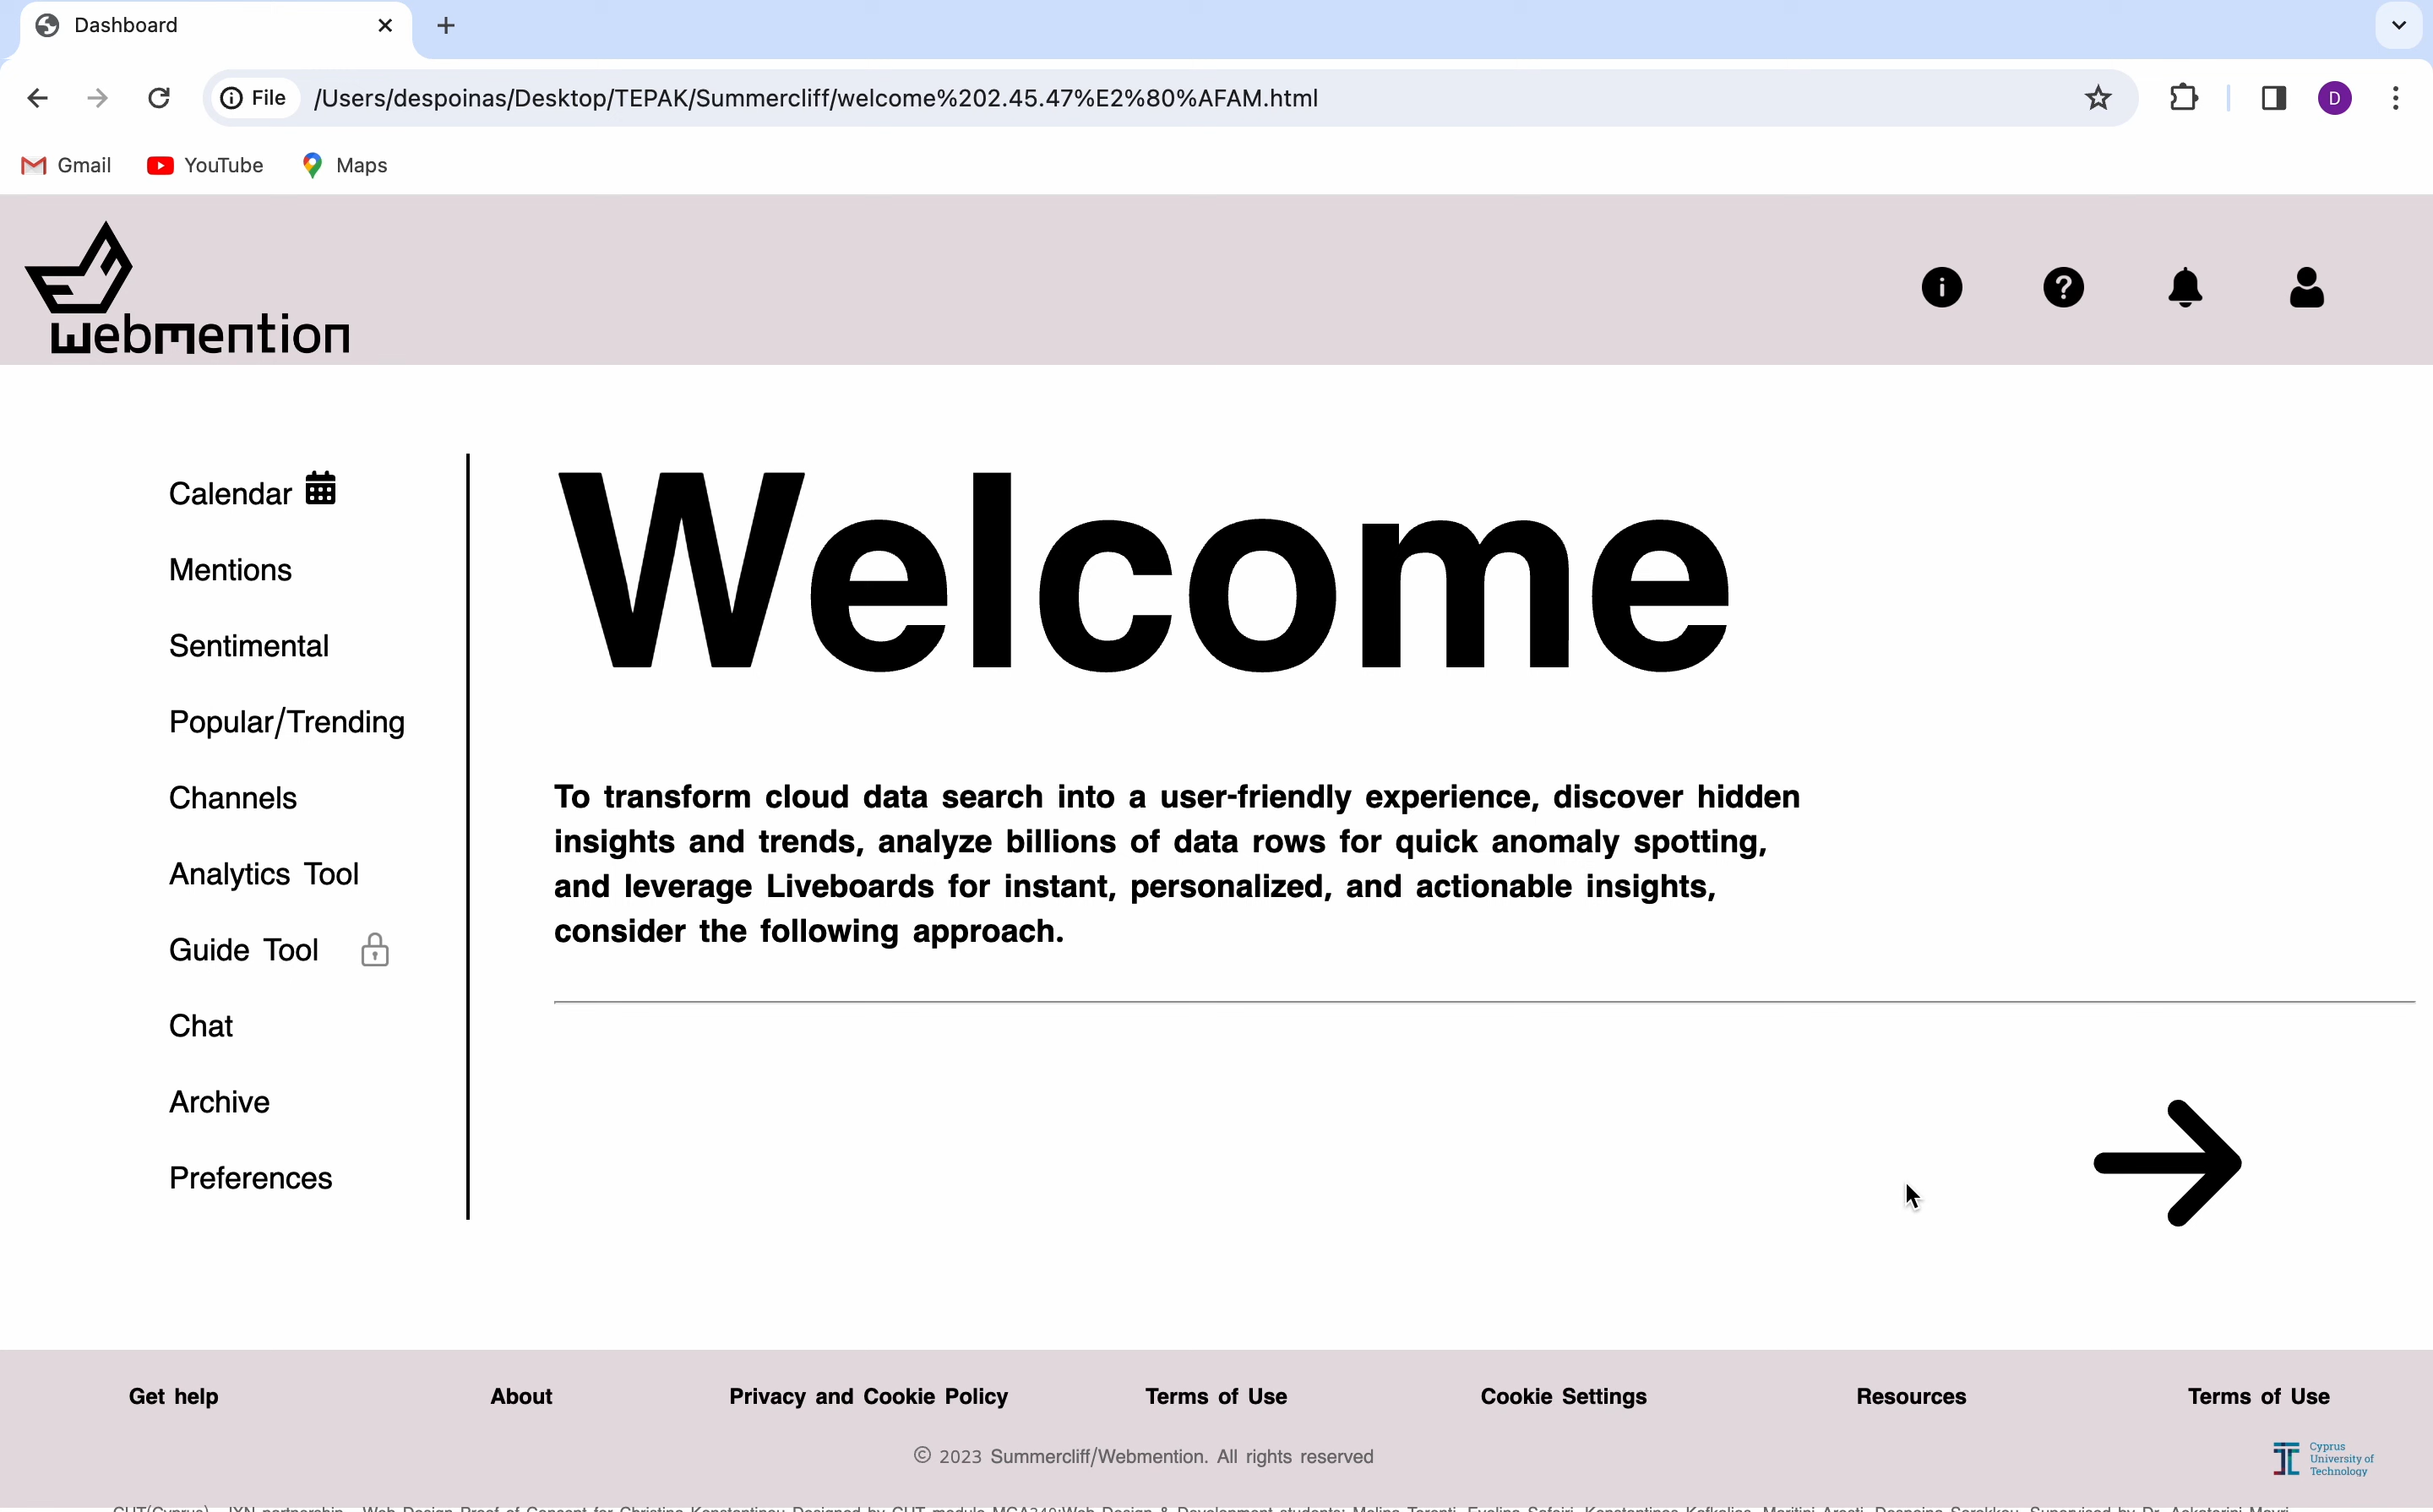 Dashboard
File /Users/despoinas/Desktop/TEPAK/Summercliff/welcome%202.45.47%E2%80%AFAM.html
D
Gmail YouTube Maps
webmention
Calendar
Mentions
Sentimental
Popular/Trending
Channels
Analytics Tool
Guide Tool
Chat
Archive
Preferences
Welcome
To transform cloud data search into a user-friendly experience, discover hidden
insights and trends, analyze billions of data rows for quick anomaly spotting,
and leverage Liveboards for instant, personalized, and actionable insights,
consider the following approach.
Get help About Privacy and Cookie Policy Terms of Use Cookie Settings Resources Terms of Use
© 2023 Summercliff/Webmention. All rights reserved
Cyprus
University of
Technology